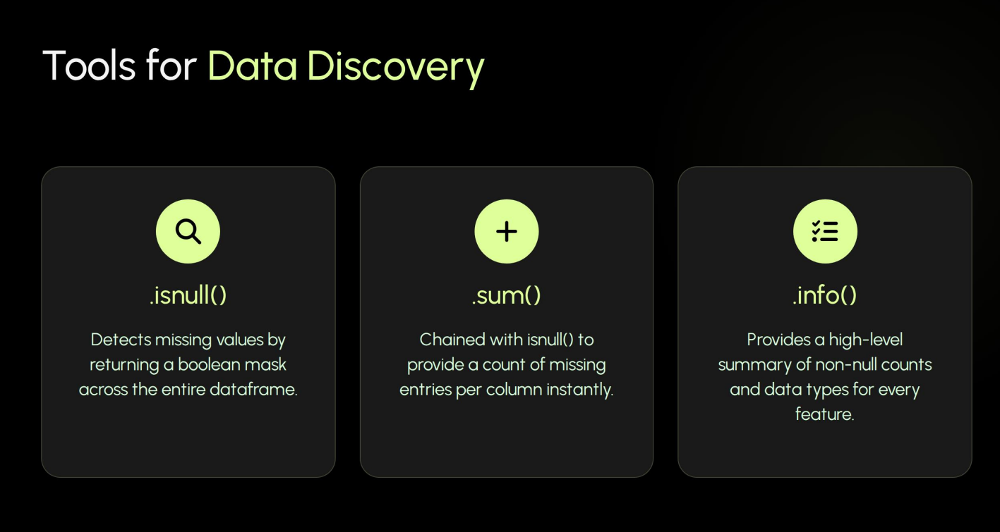 Tools for Data Discovery
.isnull()
Detects missing values by
returning a boolean mask
across the entire dataframe.
.sum()
Chained with isnull() to
provide a count of missing
entries per column instantly.
.info()
Provides a high-level
summary of non-null counts
and data types for every
feature.